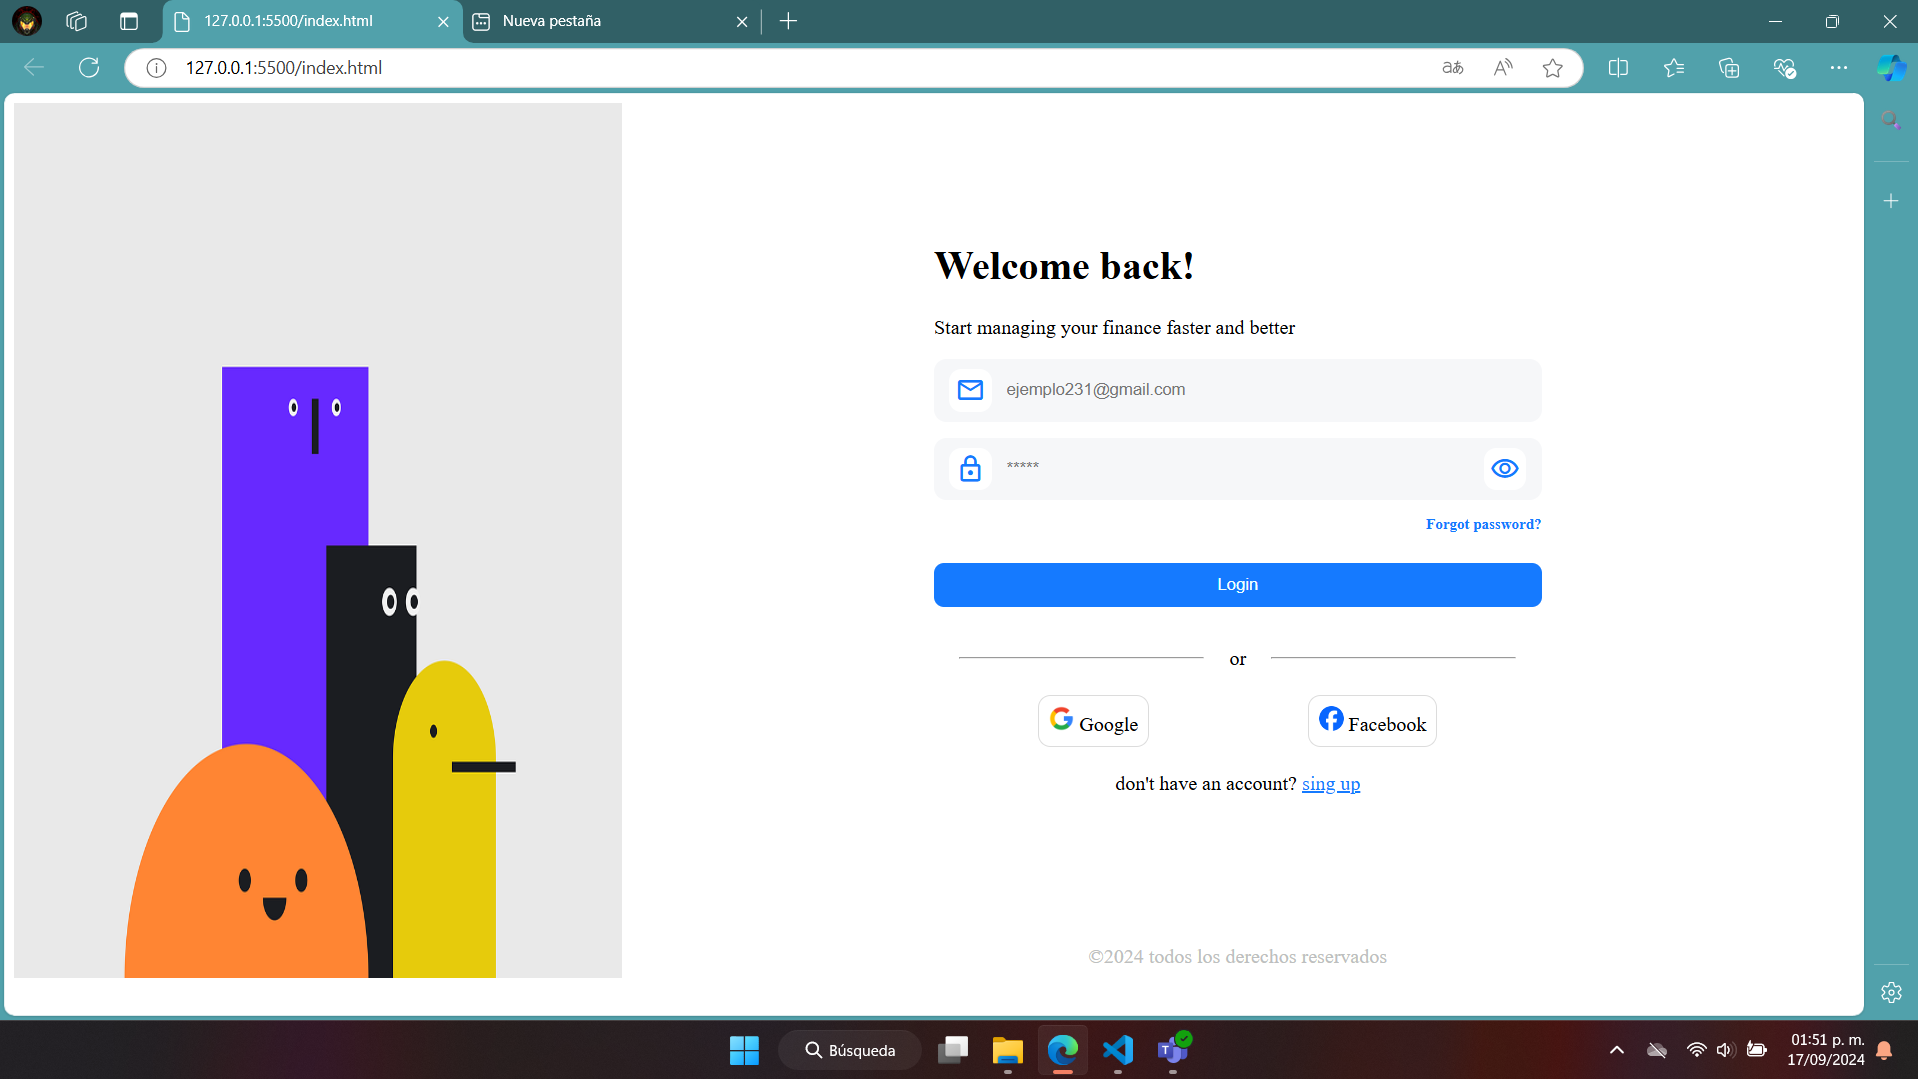 127.0.0.1:5500/index.html
Nueva pestaña
127.0.0.1:5500/index.html
Welcome back!
Start managing your finance faster and better
ejemplo231@gmail.com
*****
Forgot password?
Login
or
Google
Facebook
don't have an account? sing up
©2024 todos los derechos reservados
Búsqueda
01:51 p. m.
17/09/2024